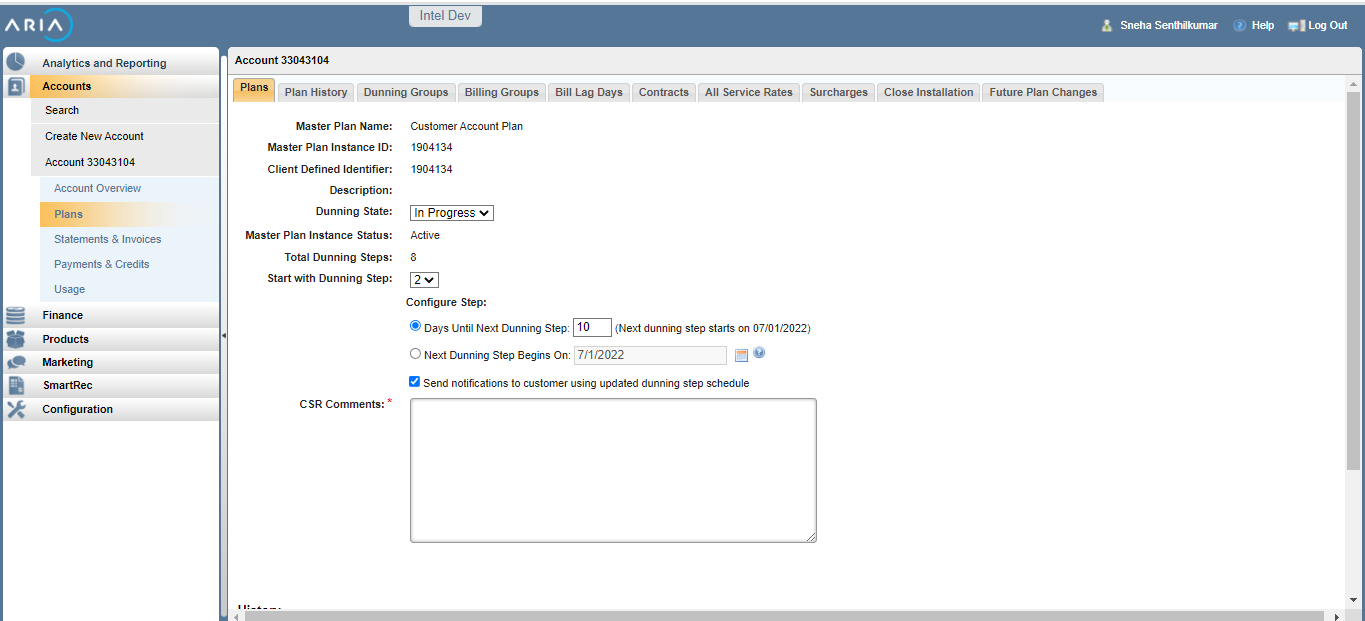 ARIA
Intel Dev
Sneha Senthilkumar Help Log Out
Analytics and Reporting
Accounts
Search
Create New Account
Account 33043104
Account Overview
Plans
Statements & Invoices
Payments & Credits
Usage
Finance
Products
Marketing
SmartRec
Configuration
Account 33043104
Plans Plan History Dunning Groups Billing Groups Bill Lag Days Contracts All Service Rates Surcharges Close Installation Future Plan Changes
Master Plan Name: Customer Account Plan
Master Plan Instance ID: 1904134
Client Defined Identifier: 1904134
Description:
Dunning State: In Progress
Master Plan Instance Status: Active
Total Dunning Steps: 8
Start with Dunning Step: 2
Configure Step:
Days Until Next Dunning Step: 10 (Next dunning step starts on 07/01/2022)
Next Dunning Step Begins On: 7/1/2022
Send notifications to customer using updated dunning step schedule
CSR Comments: *
History